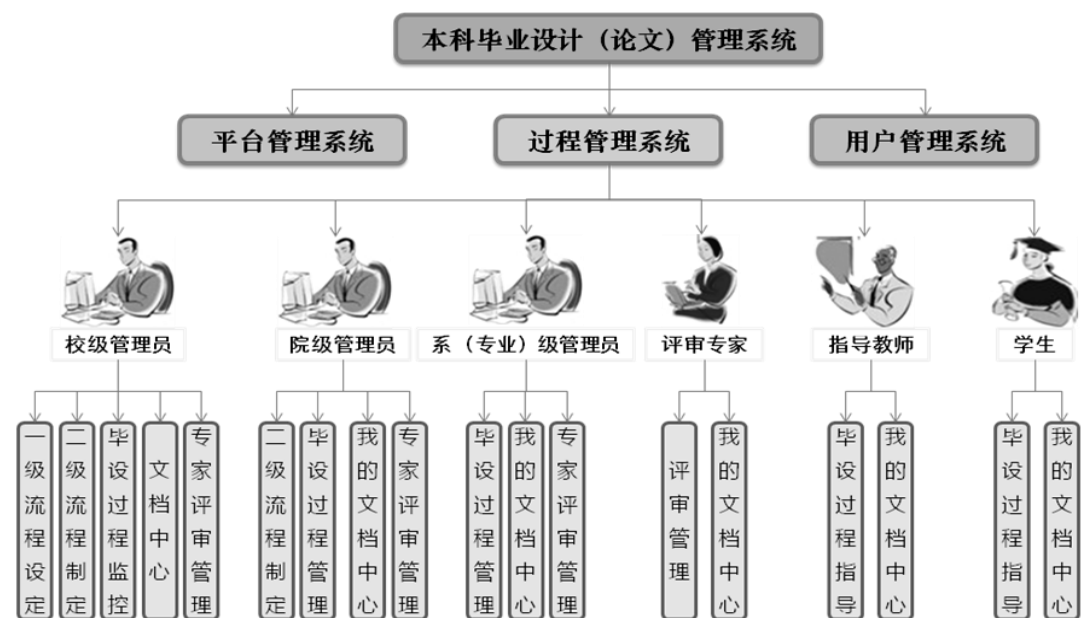 本科毕业设计（论文）管理系统
平台管理系统
过程管理系统
用户管理系统
校级管理员
院级管理员
系（专业）级管理员
评审专家
指导教师
学生
一级流程设定
二级流程制定
毕设过程监控
文档中心
专家评审管理
二级流程制定
毕设过程管理
我的文档中心
专家评审管理
毕设过程管理
我的文档中心
专家评审管理
评审管理
我的文档中心
毕设过程指导
我的文档中心
毕设过程指导
我的文档中心